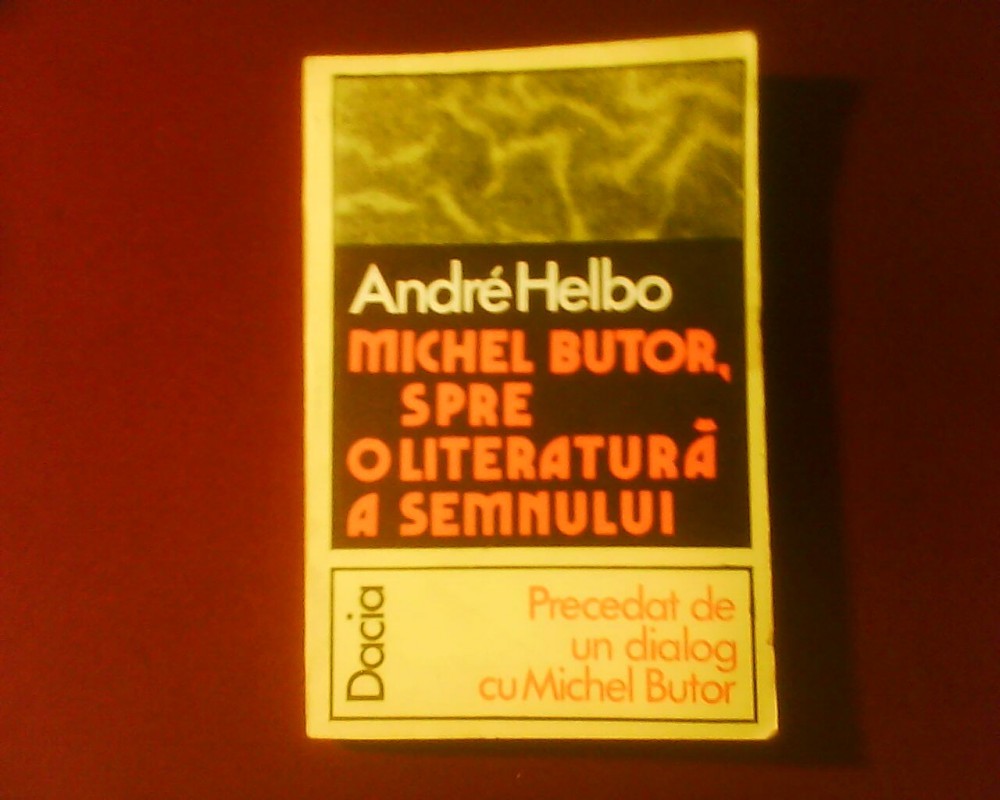 André Helbo
MICHEL BUTOR,
SPRE
O LITERATURĂ
A SEMNULUI
Dacia
Precedat de
un dialog
cu Michel Butor